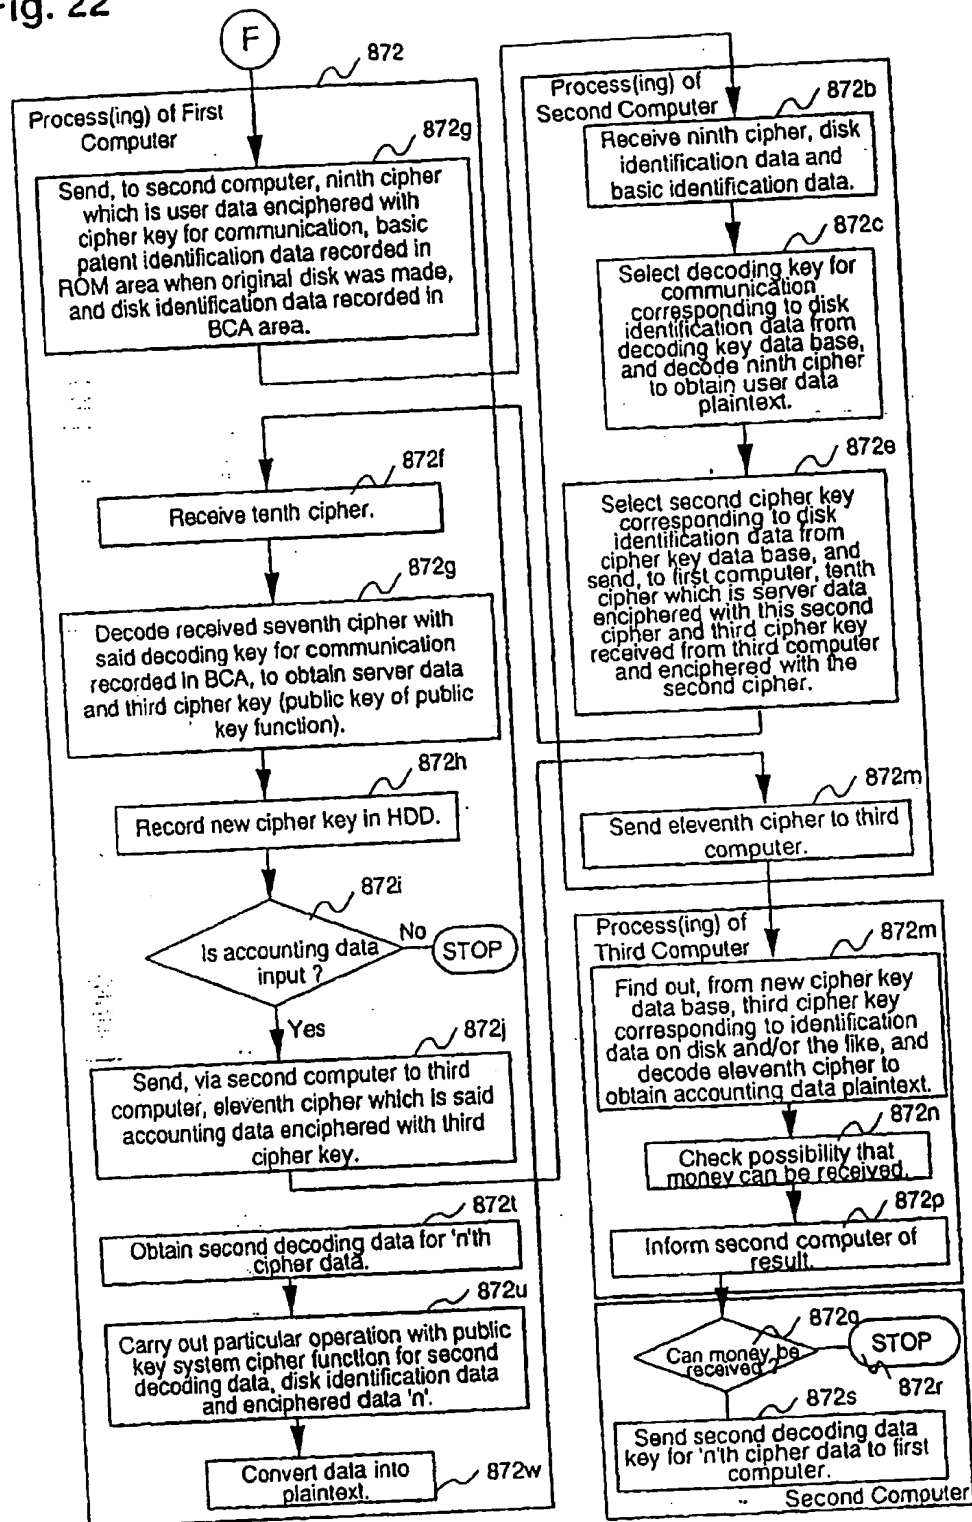 Fig. 22
F
872
Process(ing) of First
Computer
872g
Send, to second computer, ninth cipher
which is user data enciphered with
cipher key for communication, basic
patent identification data recorded in
ROM area when original disk was made,
and disk identification data recorded in
BCA area.
872f
Receive tenth cipher.
872g
Decode received seventh cipher with
said decoding key for communication
recorded in BCA, to obtain server data
and third cipher key (public key of public
key function).
872h
Record new cipher key in HDD.
872i
Is accounting data
input ?
No
STOP
Yes
872j
Send, via second computer to third
computer, eleventh cipher which is said
accounting data enciphered with third
cipher key.
872t
Obtain second decoding data for 'n'th
cipher data.
872u
Carry out particular operation with public
key system cipher function for second
decoding data, disk identification data
and enciphered data 'n'.
Convert data into
plaintext.
872w
Process(ing) of
Second Computer
872b
Receive ninth cipher, disk
identification data and
basic identification data.
872c
Select decoding key for
communication
corresponding to disk
identification data from
decoding key data base,
and decode ninth cipher
to obtain user data
plaintext.
872e
Select second cipher key
corresponding to disk
identification data from
cipher key data base, and
send, to first computer, tenth
cipher which is server data
enciphered with this second
cipher and third cipher key
received from third computer
and enciphered with the
second cipher.
872m
Send eleventh cipher to third
computer.
Process(ing) of
Third Computer
872m
Find out, from new cipher key
data base, third cipher key
corresponding to identification
data on disk and/or the like, and
decode eleventh cipher to
obtain accounting data plaintext.
872n
Check possibility that
money can be received.
872p
Inform second computer of
result.
872q
Can money be
received ?
STOP
872r
872s
Send second decoding data
key for 'n'th cipher data to first
computer.
Second Computer